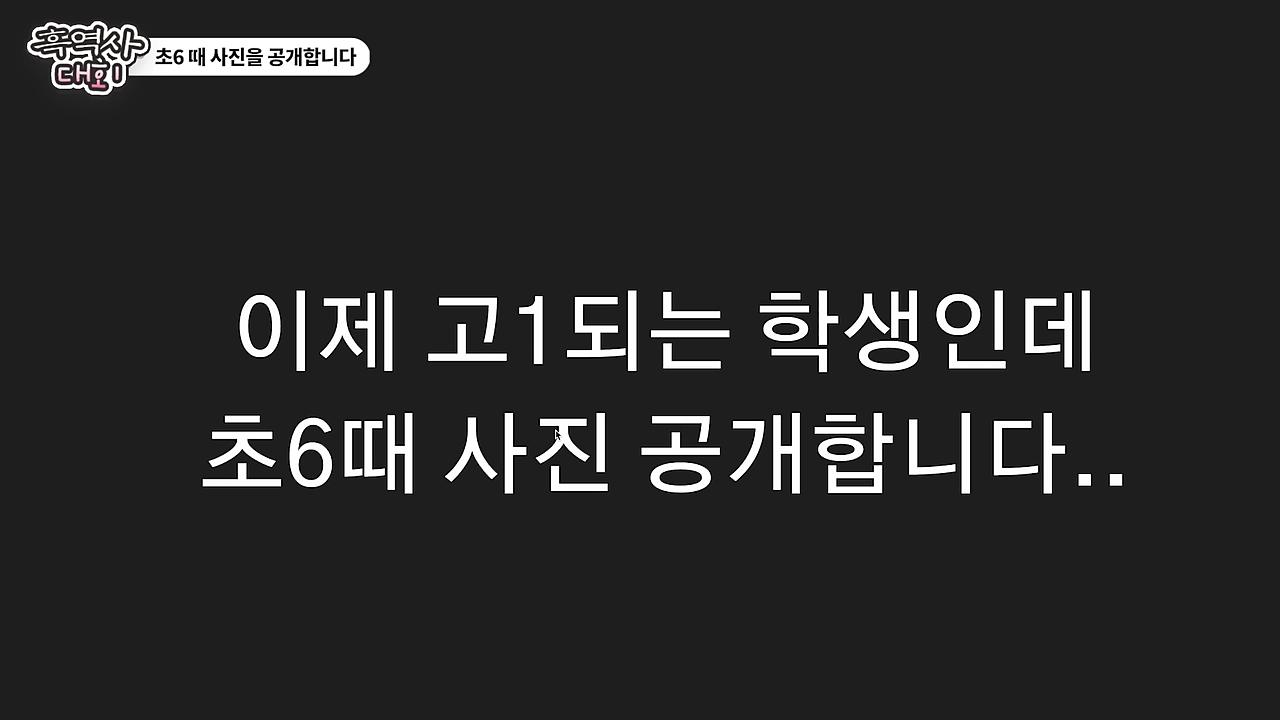 흑역사
대회
초6 때 사진을 공개합니다
이제 고1되는 학생인데
초6때 사진 공개합니다..